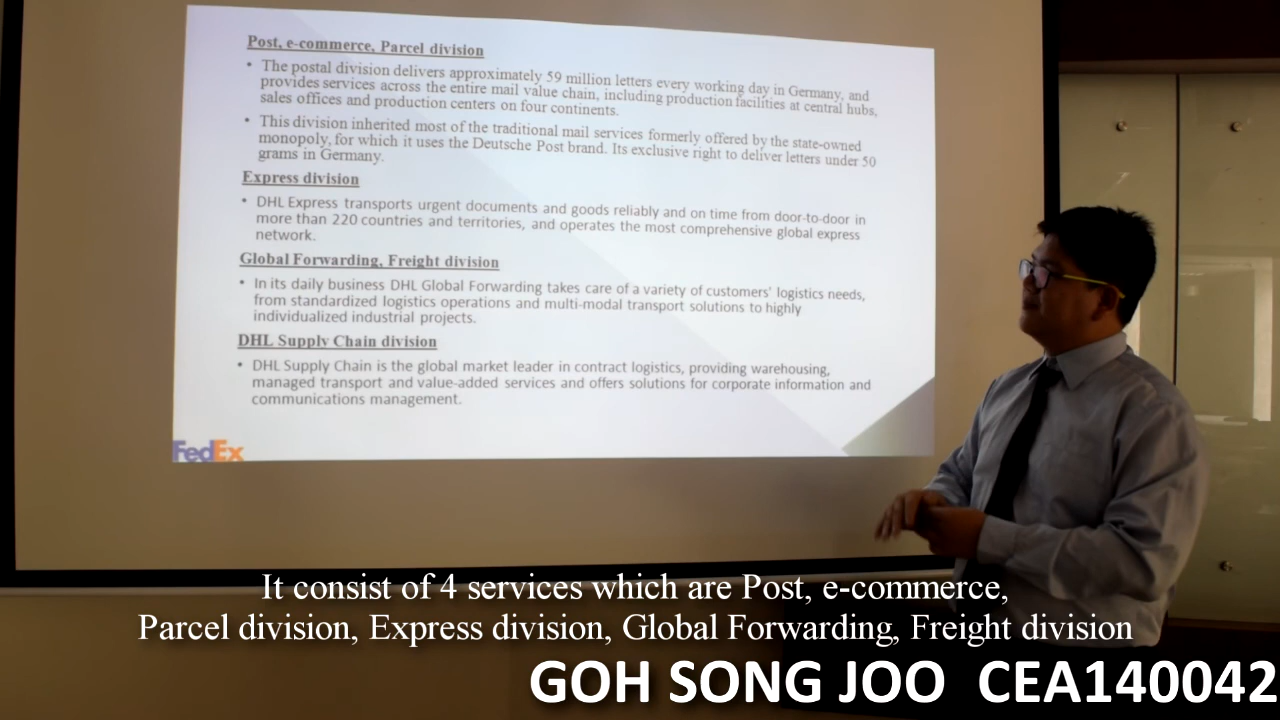 Post, e-commerce, Parcel division
• The postal division delivers approximately 59 million letters every working day in Germany, and
provides services across the entire mail value chain, including production facilities at central hubs,
sales offices and production centers on four continents.
• This division inherited most of the traditional mail services formerly offered by the state-owned
monopoly, for which it uses the Deutsche Post brand. Its exclusive right to deliver letters under 50
grams in Germany.
Express division
• DHL Express transports urgent documents and goods reliably and on time from door-to-door in
more than 220 countries and territories, and operates the most comprehensive global express
network.
Global Forwarding, Freight division
• In its daily business DHL Global Forwarding takes care of a variety of customers' logistics needs,
from standardized logistics operations and multi-modal transport solutions to highly
individualized industrial projects.
DHL Supply Chain division
• DHL Supply Chain is the global market leader in contract logistics, providing warehousing,
managed transport and value-added services and offers solutions for corporate information and
communications management.
FedEx
It consist of 4 services which are Post, e-commerce,
Parcel division, Express division, Global Forwarding, Freight division
GOH SONG JOO CEA140042